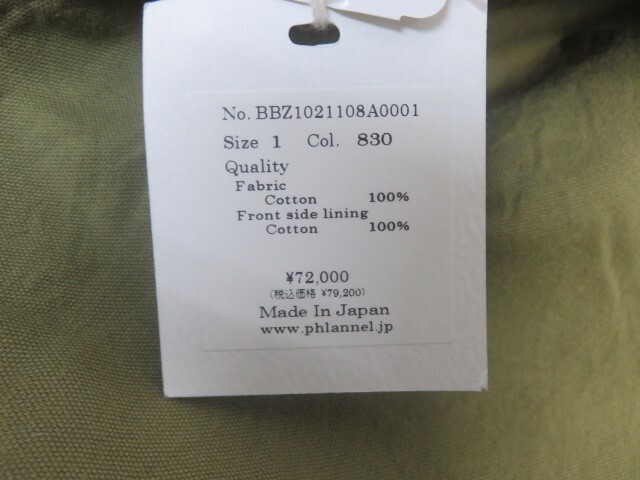 No. BBZ1021108A0001
Size 1 Col. 830
Quality
Fabric
Cotton 100%
Front side lining
Cotton 100%
¥72,000
(税込価格 ¥79,200)
Made In Japan
www.phlannel.jp